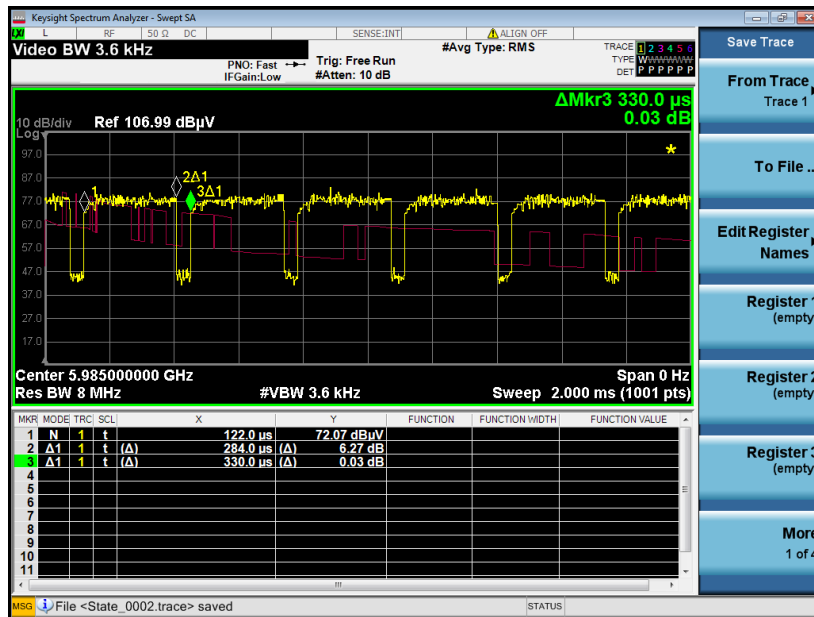 Keysight Spectrum Analyzer - Swept SA
LXI L RF 50 Ω DC SENSE:INT ALIGN OFF
Video BW 3.6 kHz
PNO: Fast
IFGain:Low
Trig: Free Run
#Atten: 10 dB
#Avg Type: RMS
TRACE 1 2 3 4 5 6
TYPE WWWWWW
DET P P P P P P
ΔMkr3 330.0 µs
0.03 dB
10 dB/div Ref 106.99 dBµV
Log
97.0
87.0
77.0
67.0
57.0
47.0
37.0
27.0
17.0
1
2Δ1
3Δ1
*
Center 5.985000000 GHz Span 0 Hz
Res BW 8 MHz #VBW 3.6 kHz Sweep 2.000 ms (1001 pts)
MKR MODE TRC SCL X Y FUNCTION FUNCTION WIDTH FUNCTION VALUE
1 N 1 t 122.0 µs 72.07 dBµV
2 Δ1 1 t (Δ) 284.0 µs (Δ) 6.27 dB
3 Δ1 1 t (Δ) 330.0 µs (Δ) 0.03 dB
4
5
6
7
8
9
10
11
MSG File <State_0002.trace> saved STATUS
Save Trace
From Trace
Trace 1
To File ..
Edit Register
Names
Register 1
(empty
Register 2
(empty
Register 3
(empty
More
1 of 4